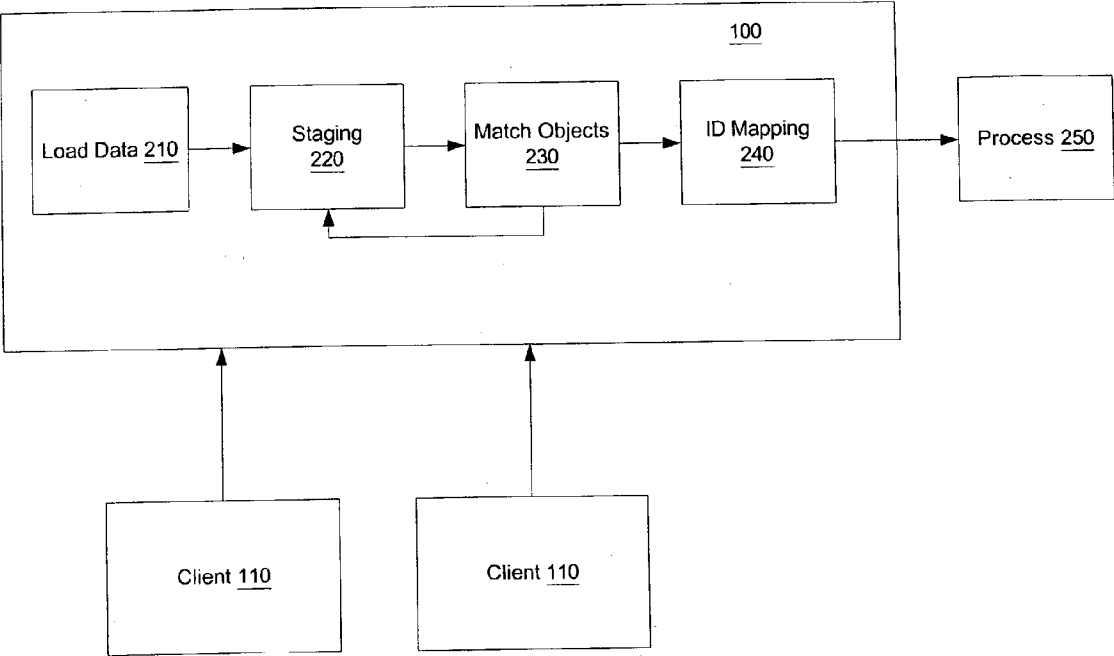 100
Load Data 210
Staging
220
Match Objects
230
ID Mapping
240
Process 250
Client 110
Client 110